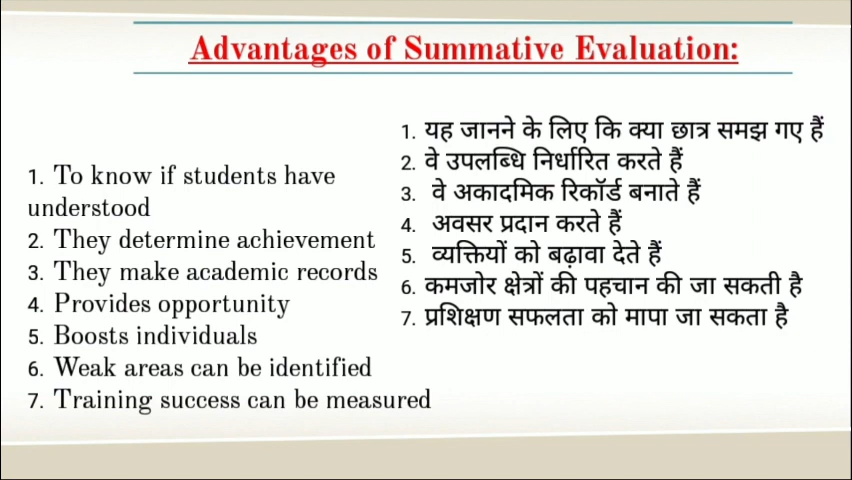 Advantages of Summative Evaluation:
1. To know if students have
understood
2. They determine achievement
3. They make academic records
4. Provides opportunity
5. Boosts individuals
6. Weak areas can be identified
7. Training success can be measured
1. यह जानने के लिए कि क्या छात्र समझ गए हैं
2. वे उपलब्धि निर्धारित करते हैं
3. वे अकादमिक रिकॉर्ड बनाते हैं
4. अवसर प्रदान करते हैं
5. व्यक्तियों को बढ़ावा देते हैं
6. कमजोर क्षेत्रों की पहचान की जा सकती है
7. प्रशिक्षण सफलता को मापा जा सकता है